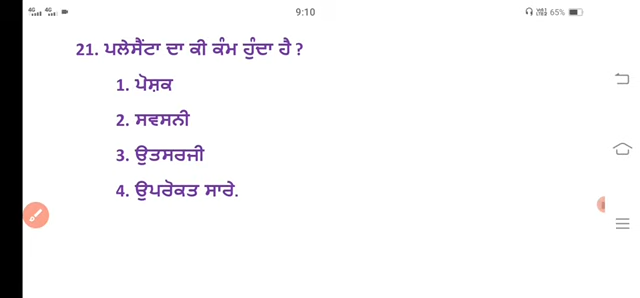 9:10
65%
21. ਪਲੇਸੈਂਟਾ ਦਾ ਕੀ ਕੰਮ ਹੁੰਦਾ ਹੈ ?
1. ਪੋਸ਼ਕ
2. ਸਵਸਨੀ
3. ਉਤਸਰਜੀ
4. ਉਪਰੋਕਤ ਸਾਰੇ.